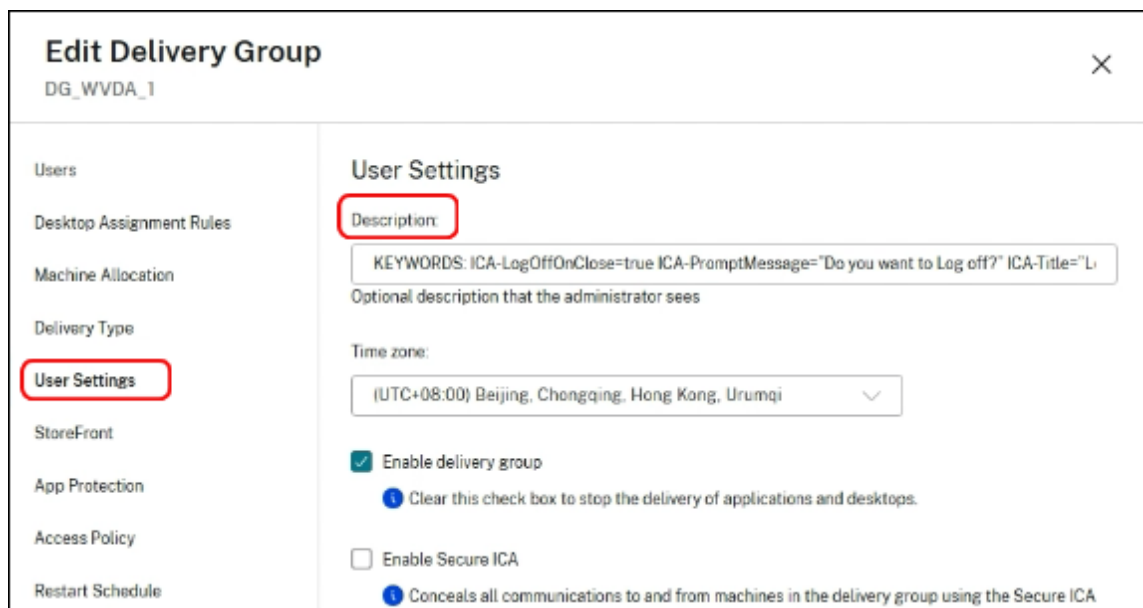 Edit Delivery Group
DG_WVDA_1
Users
Desktop Assignment Rules
Machine Allocation
Delivery Type
User Settings
StoreFront
App Protection
Access Policy
Restart Schedule
User Settings
Description:
KEYWORDS: ICA-LogOffOnClose=true ICA-PromptMessage="Do you want to Log off?" ICA-Title="L
Optional description that the administrator sees
Time zone:
(UTC+08:00) Beijing, Chongqing, Hong Kong, Urumqi
Enable delivery group
Clear this check box to stop the delivery of applications and desktops.
Enable Secure ICA
Conceals all communications to and from machines in the delivery group using the Secure ICA